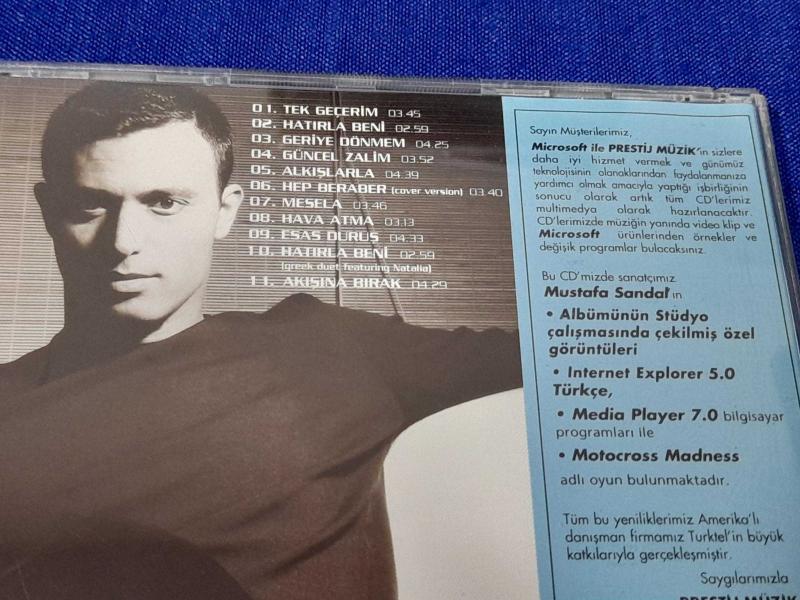 01. TEK GEÇERİM 03.45
02. HATIRLA BENİ 02.59
03. GERİYE DÖNMEM 04.25
04. GÜNCEL ZALİM 03.52
05. ALKIŞLARLA 04.39
06. HEP BERABER (cover version) 03.40
07. MESELA 03.46
08. HAVA ATMA 03.13
09. ESAS DURUŞ 04.33
10. HATIRLA BENİ 02.59
(greek duet featuring Natalia)
11. AKIŞINA BIRAK 04.29
Sayın Müşterilerimiz,
Microsoft ile PRESTİJ MÜZİK'in sizlere
daha iyi hizmet vermek ve günümüz
teknolojisinin olanaklarından faydalanmanıza
yardımcı olmak amacıyla yaptığı işbirliğinin
sonucu olarak artık tüm CD'lerimiz
multimedya olarak hazırlanacaktır.
CD'lerimizde müziğin yanında video klip ve
Microsoft ürünlerinden örnekler ve
değişik programlar bulacaksınız.
Bu CD'mizde sanatçımız
Mustafa Sandal'ın
• Albümünün Stüdyo
çalışmasında çekilmiş özel
görüntüleri
• Internet Explorer 5.0
Türkçe,
• Media Player 7.0 bilgisayar
programları ile
• Motocross Madness
adlı oyun bulunmaktadır.
Tüm bu yeniliklerimiz Amerika'lı
danışman firmamız Turktel'in büyük
katkılarıyla gerçekleşmiştir.
Saygılarımızla
PRESTİJ MÜZİK